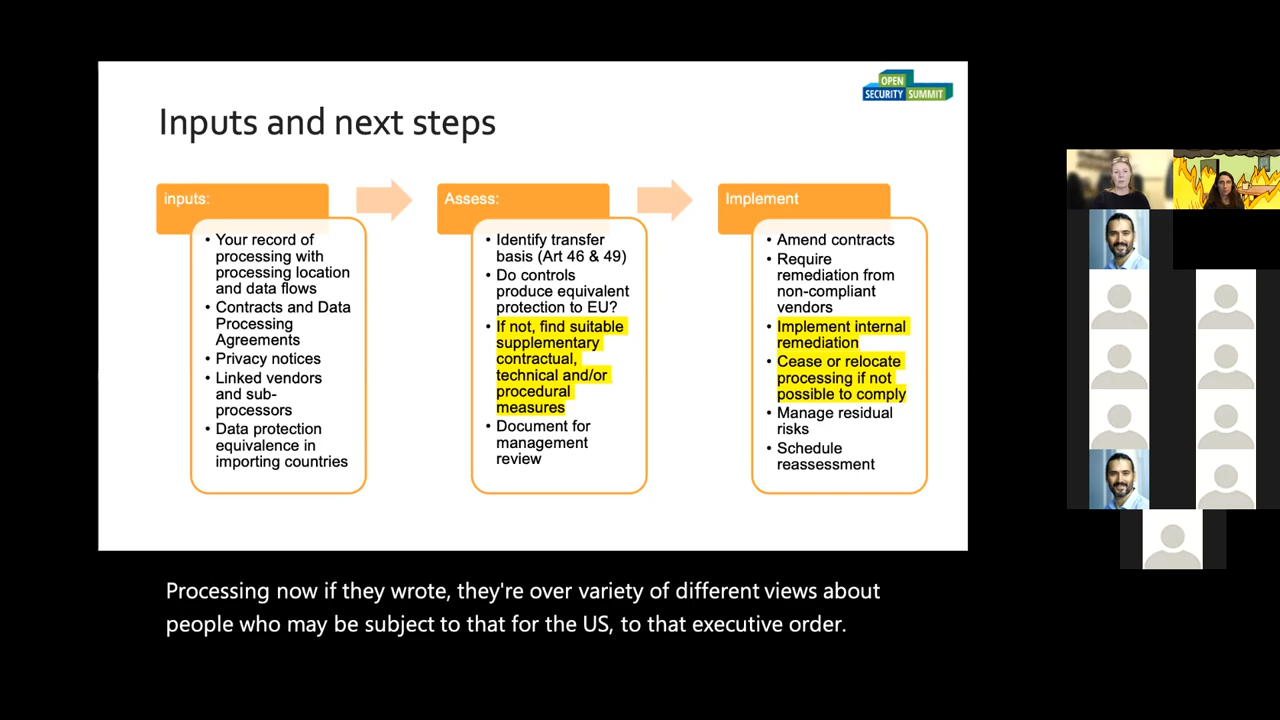 OPEN
SECURITY SUMMIT
Inputs and next steps
inputs:
• Your record of
processing with
processing location
and data flows
• Contracts and Data
Processing
Agreements
• Privacy notices
• Linked vendors
and sub-
processors
• Data protection
equivalence in
importing countries
Assess:
• Identify transfer
basis (Art 46 & 49)
• Do controls
produce equivalent
protection to EU?
• If not, find suitable
supplementary
contractual,
technical and/or
procedural
measures
• Document for
management
review
Implement
• Amend contracts
• Require
remediation from
non-compliant
vendors
• Implement internal
remediation
• Cease or relocate
processing if not
possible to comply
• Manage residual
risks
• Schedule
reassessment
Processing now if they wrote, they're over variety of different views about
people who may be subject to that for the US, to that executive order.